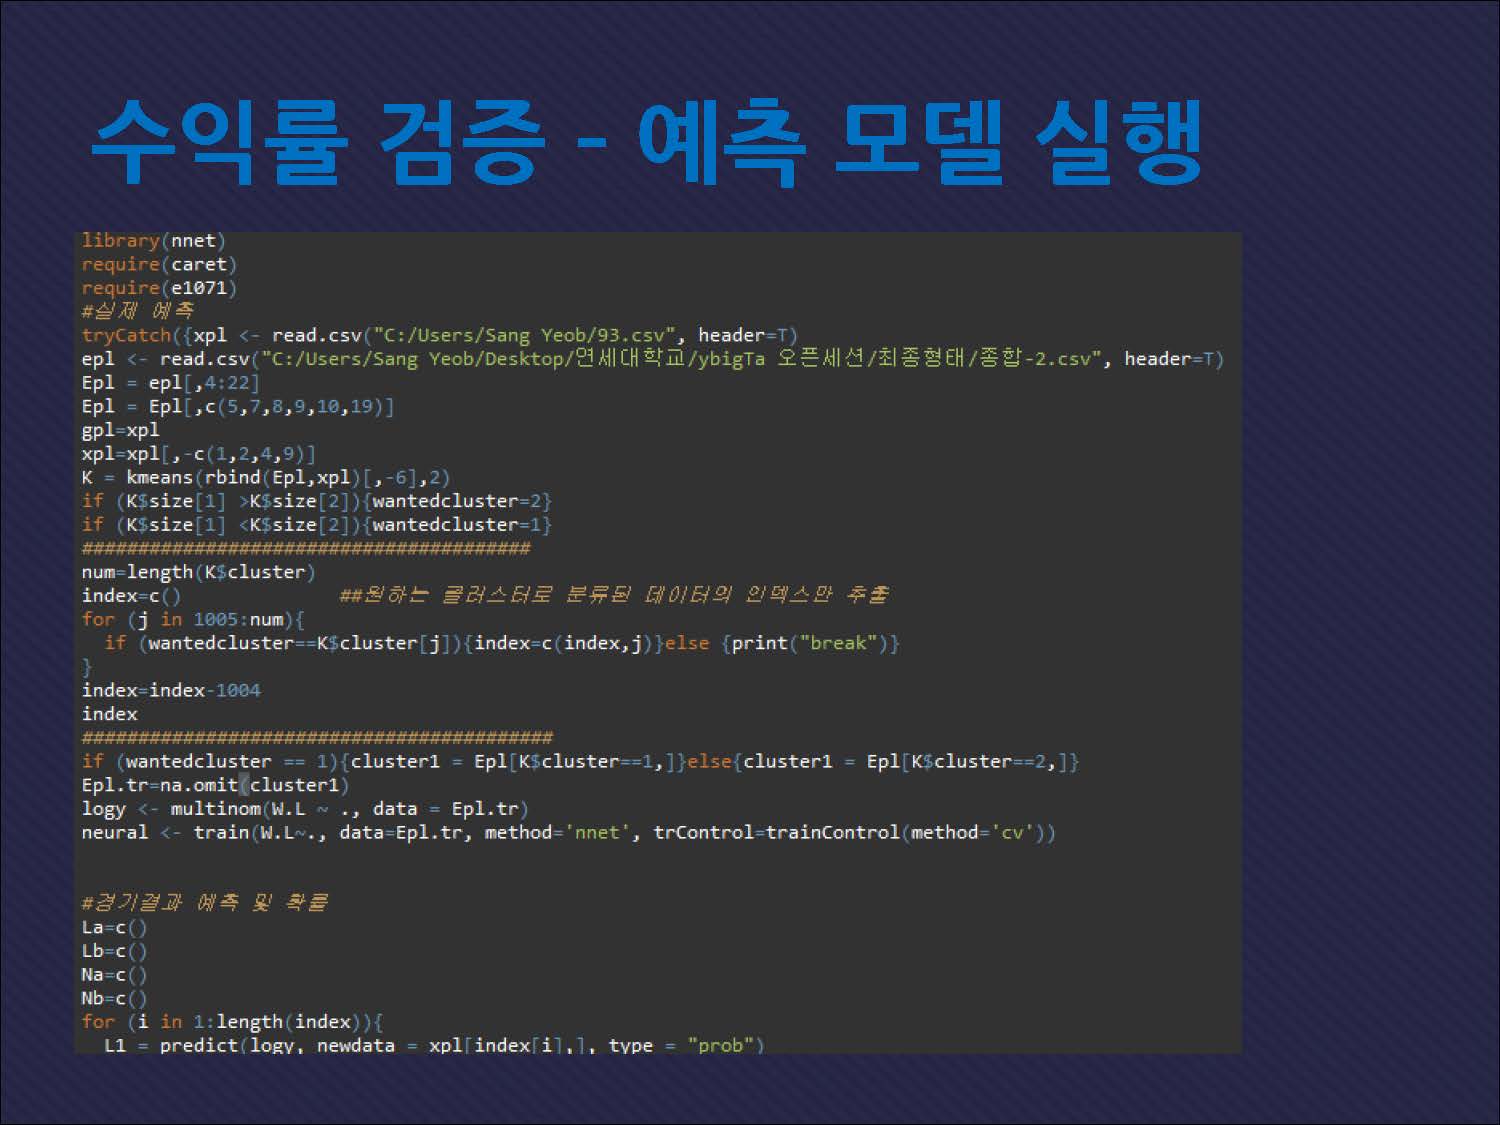 수익률 검증 - 예측 모델 실행
library(nnet)
require(caret)
require(e1071)
#실제 예측
tryCatch({xpl <- read.csv("C:/Users/Sang Yeob/93.csv", header=T)
epl <- read.csv("C:/Users/Sang Yeob/Desktop/연세대학교/ybigTa 오픈세션/최종형태/종합-2.csv", header=T)
Epl = epl[,4:22]
Epl = Epl[,c(5,7,8,9,10,19)]
gpl=xpl
xpl=xpl[,-c(1,2,4,9)]
K = kmeans(rbind(Epl,xpl)[,-6],2)
if (K$size[1] >K$size[2]){wantedcluster=2}
if (K$size[1] <K$size[2]){wantedcluster=1}
########################################
num=length(K$cluster)
index=c() ##원하는 클러스터로 분류된 데이터의 인덱스만 추출
for (j in 1005:num){
if (wantedcluster==K$cluster[j]){index=c(index,j)}else {print("break")}
}
index=index-1004
index
##########################################
if (wantedcluster == 1){cluster1 = Epl[K$cluster==1,]}else{cluster1 = Epl[K$cluster==2,]}
Epl.tr=na.omit(cluster1)
logy <- multinom(W.L ~ ., data = Epl.tr)
neural <- train(W.L~., data=Epl.tr, method='nnet', trControl=trainControl(method='cv'))
#경기결과 예측 및 확률
La=c()
Lb=c()
Na=c()
Nb=c()
for (i in 1:length(index)){
L1 = predict(logy, newdata = xpl[index[i],], type = "prob")